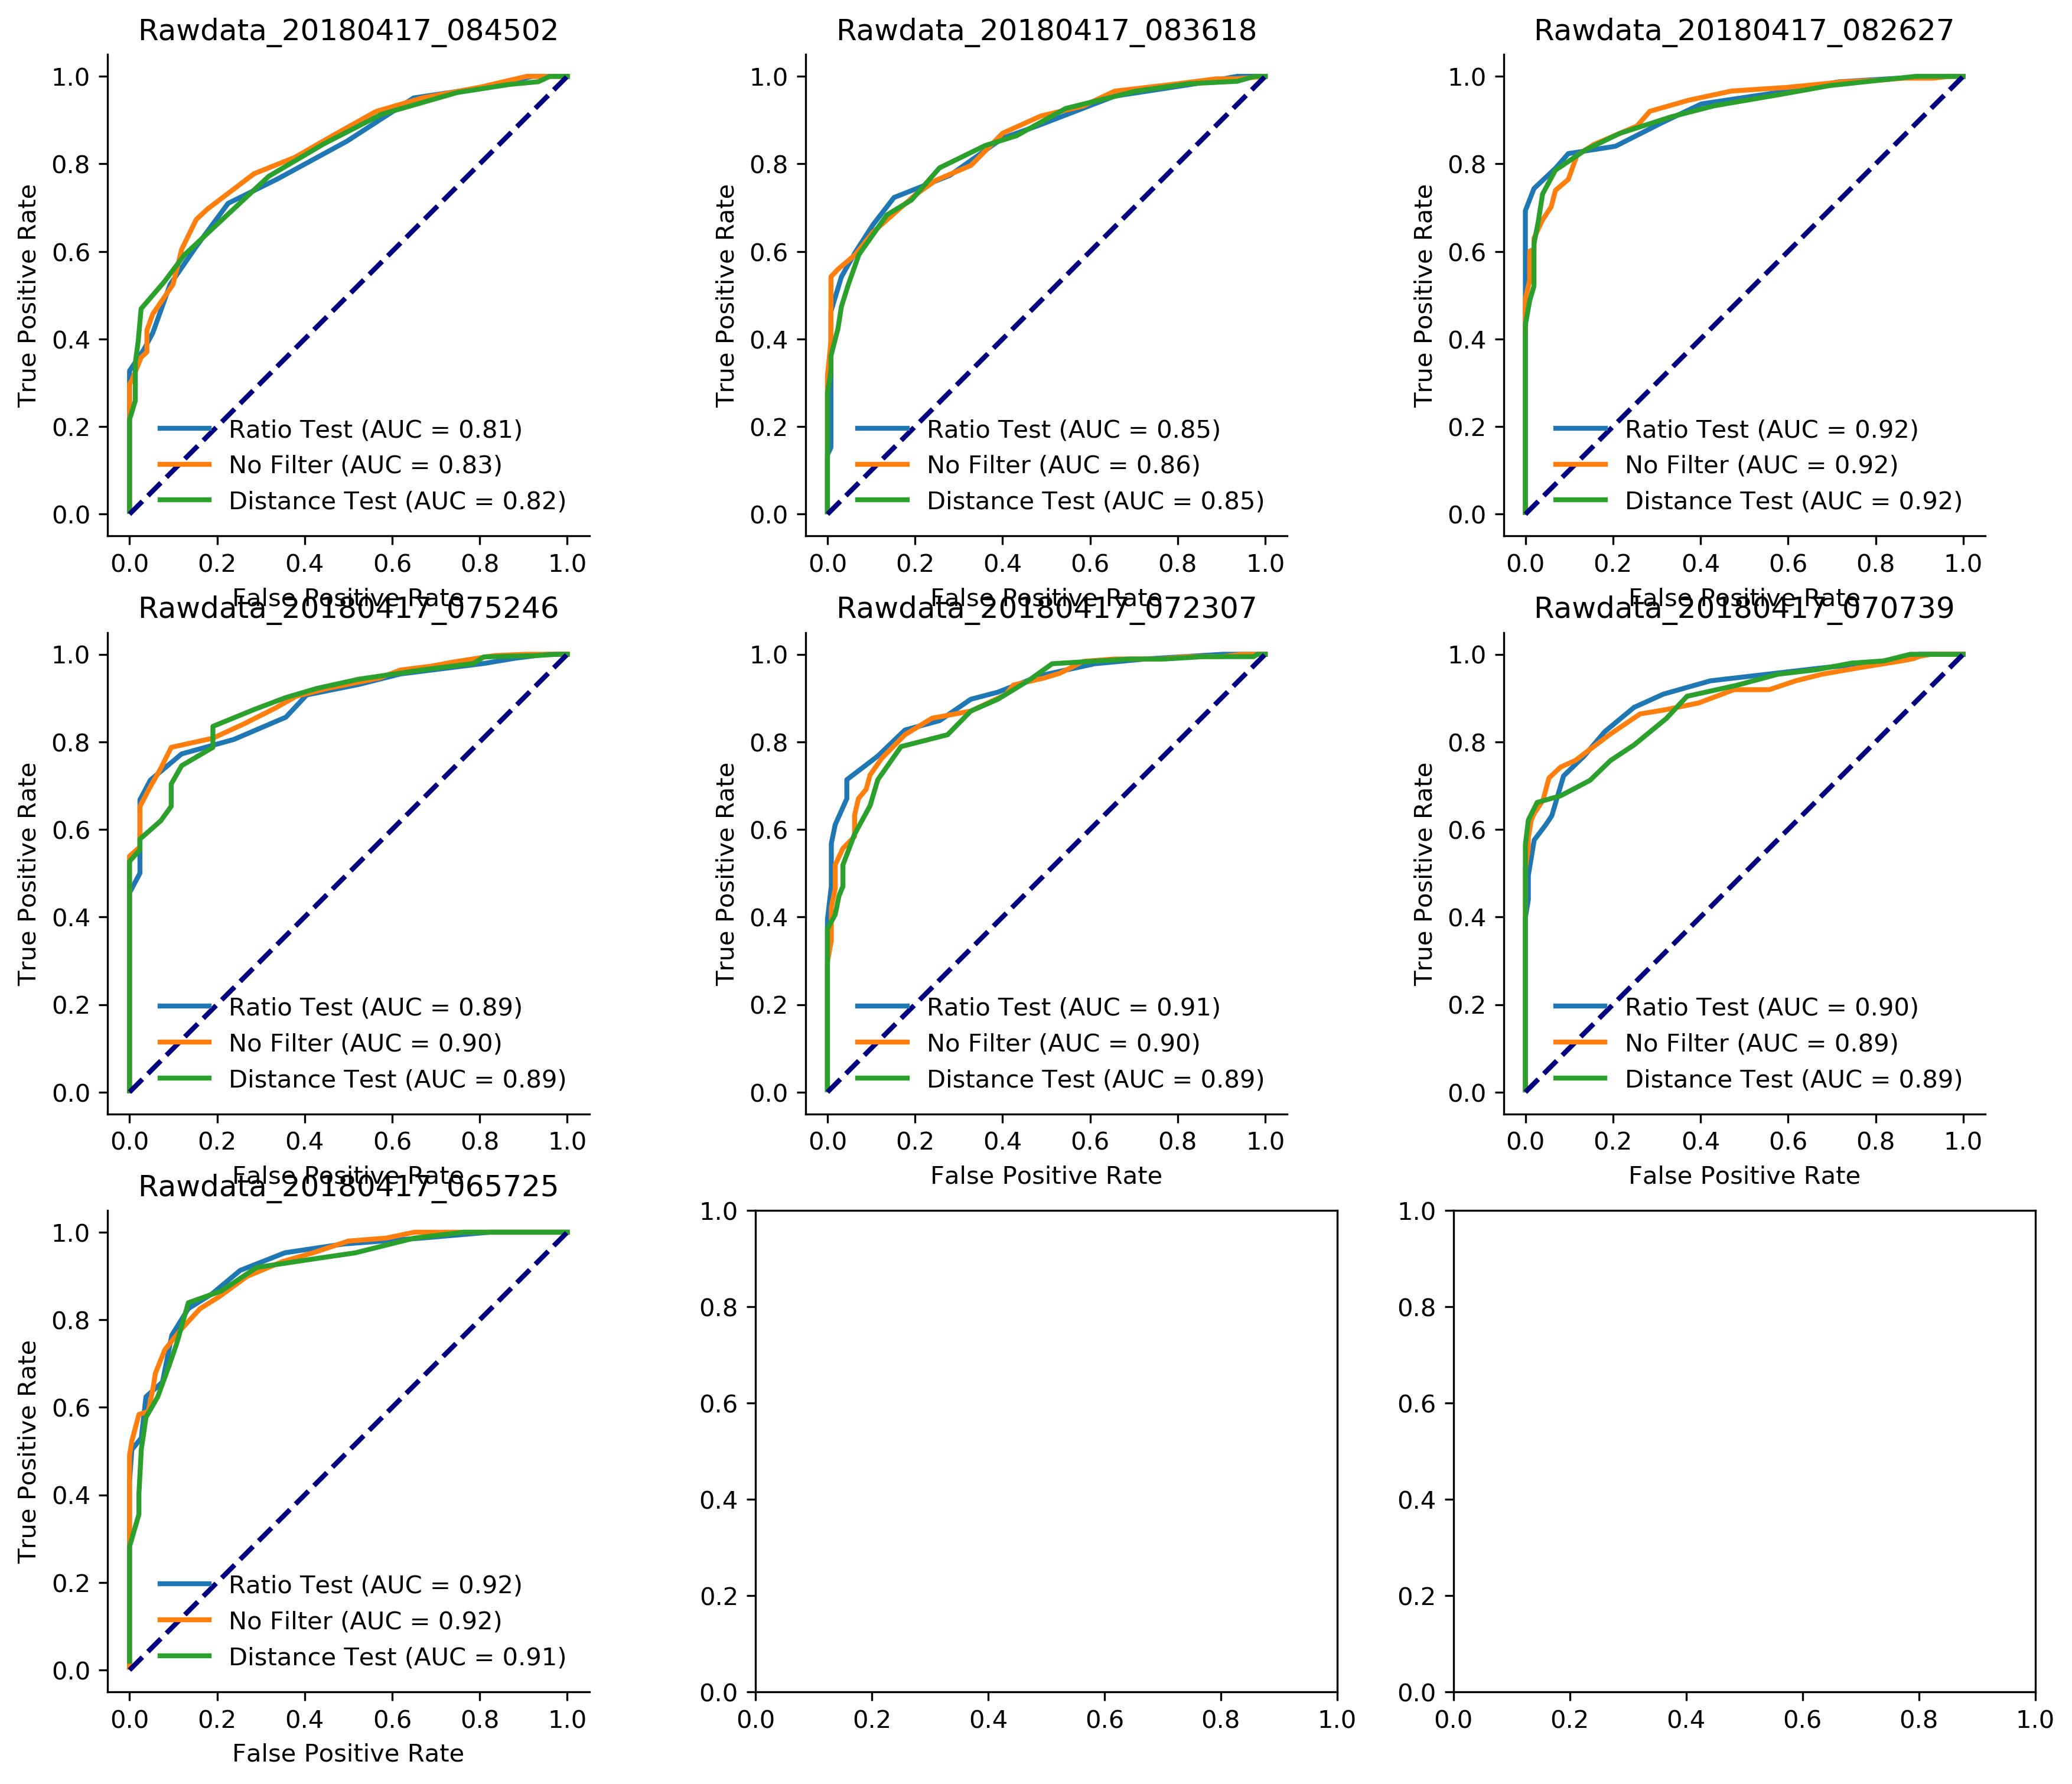 Rawdata_20180417_084502
True Positive Rate
1.0
0.8
0.6
0.4
0.2
0.0
Ratio Test (AUC = 0.81)
No Filter (AUC = 0.83)
Distance Test (AUC = 0.82)
0.0 0.2 0.4 0.6 0.8 1.0
False Positive Rate
Rawdata_20180417_083618
True Positive Rate
1.0
0.8
0.6
0.4
0.2
0.0
Ratio Test (AUC = 0.85)
No Filter (AUC = 0.86)
Distance Test (AUC = 0.85)
0.0 0.2 0.4 0.6 0.8 1.0
False Positive Rate
Rawdata_20180417_082627
True Positive Rate
1.0
0.8
0.6
0.4
0.2
0.0
Ratio Test (AUC = 0.92)
No Filter (AUC = 0.92)
Distance Test (AUC = 0.92)
0.0 0.2 0.4 0.6 0.8 1.0
False Positive Rate
Rawdata_20180417_075246
True Positive Rate
1.0
0.8
0.6
0.4
0.2
0.0
Ratio Test (AUC = 0.89)
No Filter (AUC = 0.90)
Distance Test (AUC = 0.89)
0.0 0.2 0.4 0.6 0.8 1.0
False Positive Rate
Rawdata_20180417_072307
True Positive Rate
1.0
0.8
0.6
0.4
0.2
0.0
Ratio Test (AUC = 0.91)
No Filter (AUC = 0.90)
Distance Test (AUC = 0.89)
0.0 0.2 0.4 0.6 0.8 1.0
False Positive Rate
Rawdata_20180417_070739
True Positive Rate
1.0
0.8
0.6
0.4
0.2
0.0
Ratio Test (AUC = 0.90)
No Filter (AUC = 0.89)
Distance Test (AUC = 0.89)
0.0 0.2 0.4 0.6 0.8 1.0
False Positive Rate
Rawdata_20180417_065725
True Positive Rate
1.0
0.8
0.6
0.4
0.2
0.0
Ratio Test (AUC = 0.92)
No Filter (AUC = 0.92)
Distance Test (AUC = 0.91)
0.0 0.2 0.4 0.6 0.8 1.0
False Positive Rate
1.0
0.8
0.6
0.4
0.2
0.0
0.0 0.2 0.4 0.6 0.8 1.0
1.0
0.8
0.6
0.4
0.2
0.0
0.0 0.2 0.4 0.6 0.8 1.0